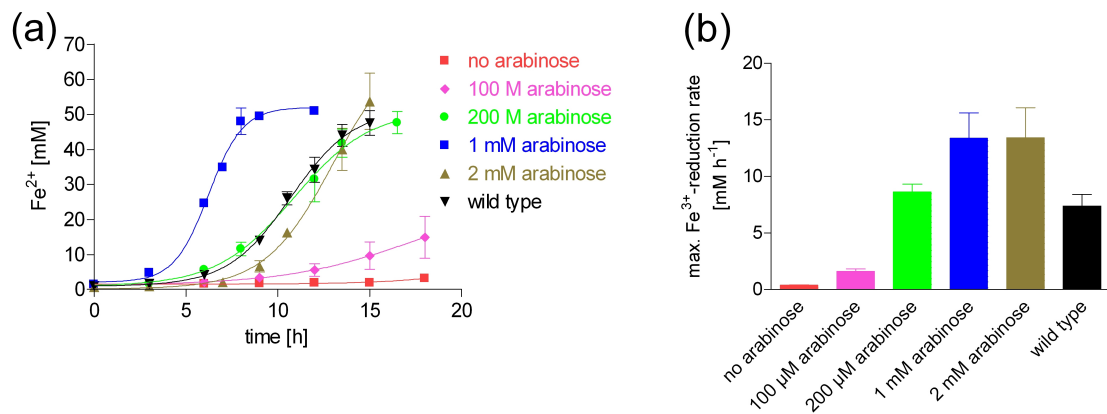 (a)
Fe2+ [mM]
70
60
50
40
30
20
10
0
0 5 10 15 20
time [h]
no arabinose
100 M arabinose
200 M arabinose
1 mM arabinose
2 mM arabinose
wild type
(b)
max. Fe3+-reduction rate
[mM h-1]
20
15
10
5
0
no arabinose
100 µM arabinose
200 µM arabinose
1 mM arabinose
2 mM arabinose
wild type